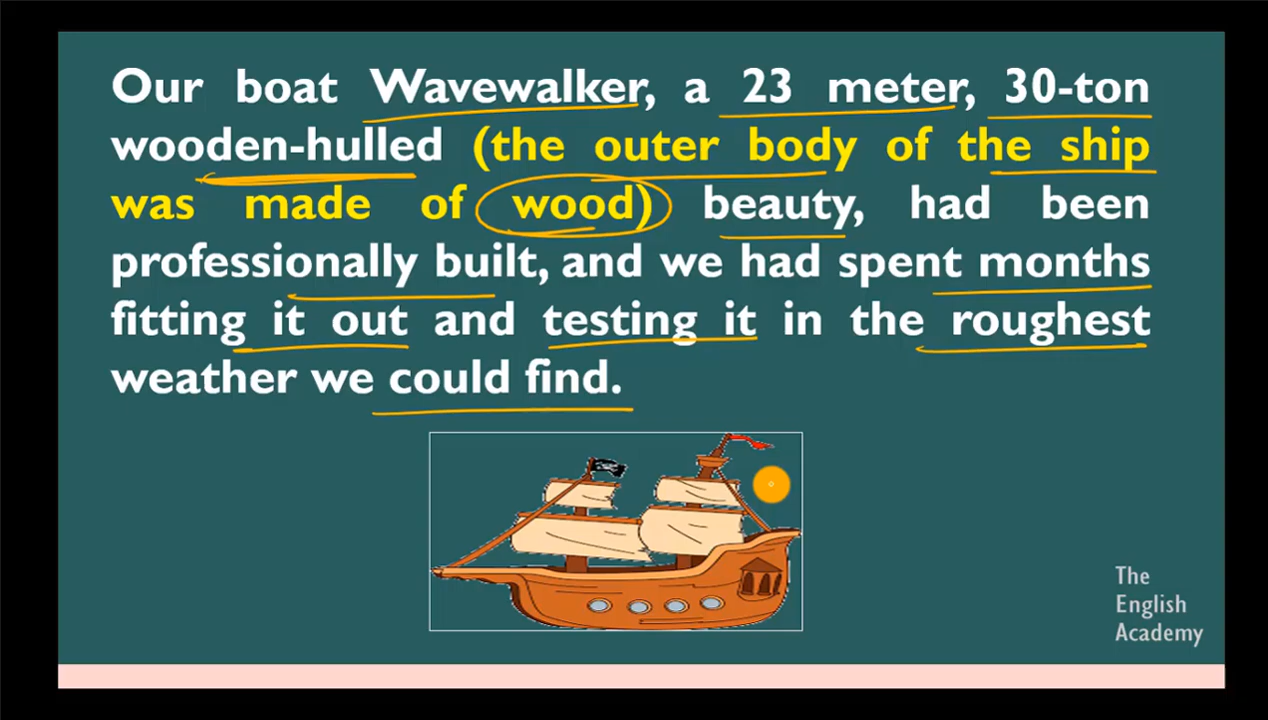 Our boat Wavewalker, a 23 meter, 30-ton
wooden-hulled (the outer body of the ship
was made of wood) beauty, had been
professionally built, and we had spent months
fitting it out and testing it in the roughest
weather we could find.
The
English
Academy